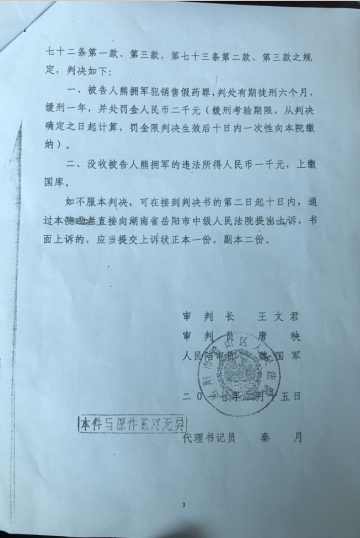 七十二条第一款、第三款、第七十三条第二款、第三款之规
定，判决如下：
一、被告人熊拥军犯销售假药罪，判处有期徒刑六个月，
缓刑一年，并处罚金人民币二千元（缓刑考验期限，从判决
确定之日起计算，罚金限判决生效后十日内一次性向本院缴
纳）。
二、没收被告人熊拥军的违法所得人民币一千元，上缴
国库。
如不服本判决，可在接到判决书的第二日起十日内，通
过本院或者直接向湖南省岳阳市中级人民法院提出上诉，书
面上诉的，应当提交上诉状正本一份，副本二份。
审判长 王文君
审判员 唐秧
人民陪审员 国军
二〇一 月十五日
本件与原件核对无异
代理书记员 秦月
3